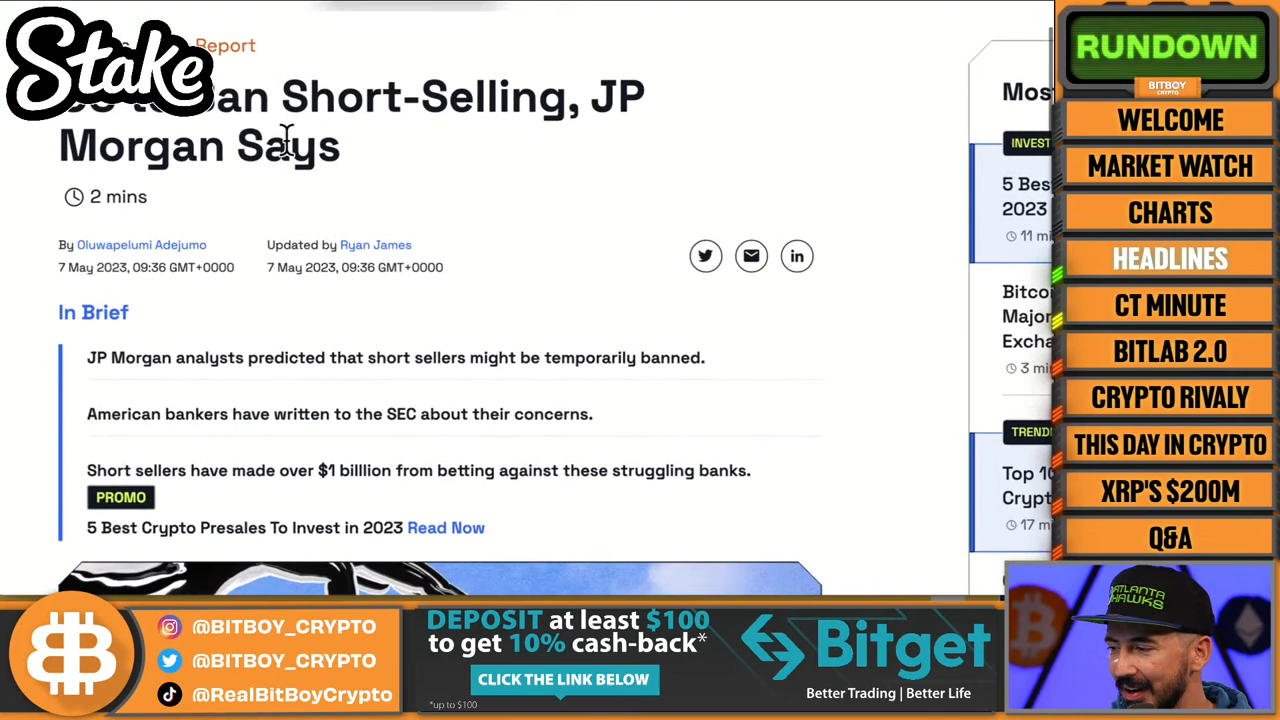 Stake
Report
an Short-Selling, JP
Morgan Says
2 mins
By Oluwapelumi Adejumo
7 May 2023, 09:36 GMT+0000
Updated by Ryan James
7 May 2023, 09:36 GMT+0000
In Brief
JP Morgan analysts predicted that short sellers might be temporarily banned.
American bankers have written to the SEC about their concerns.
Short sellers have made over $1 billlion from betting against these struggling banks.
PROMO
5 Best Crypto Presales To Invest in 2023 Read Now
Mos
INVEST
5 Bes
2023
11 mi
Bitco
Major
Excha
3 mi
TREND
Top 10
Crypt
17 m
RUNDOWN
BITBOY
CRYPTO
WELCOME
MARKET WATCH
CHARTS
HEADLINES
CT MINUTE
BITLAB 2.0
CRYPTO RIVALY
THIS DAY IN CRYPTO
XRP'S $200M
Q&A
ATLANTA
HAWKS
@BITBOY_CRYPTO
@BITBOY_CRYPTO
@RealBitBoyCrypto
DEPOSIT at least $100
to get 10% cash-back*
CLICK THE LINK BELOW
*up to $100
Bitget
Better Trading | Better Life